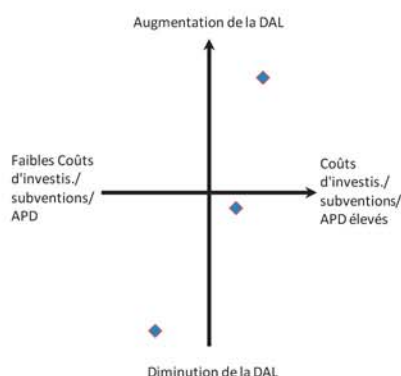 Augmentation de la DAL
Faibles Coûts
d'investis./
subventions/
APD
Coûts
d'investis./
subventions/
APD élevés
Diminution de la DAL